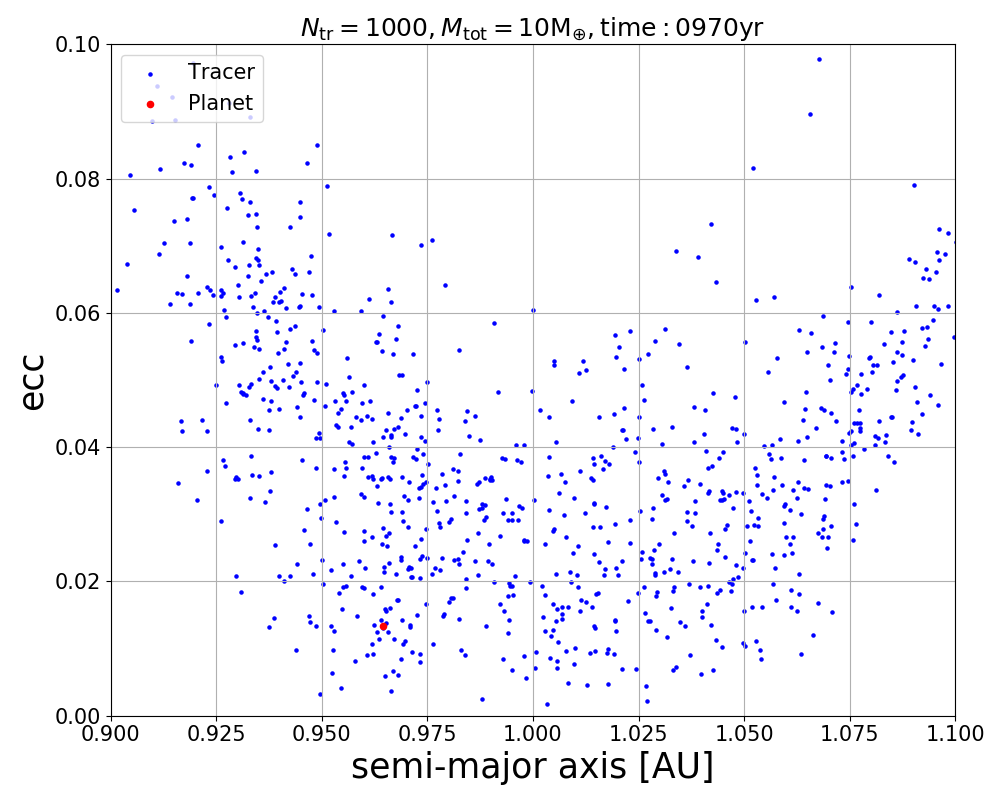 N_tr = 1000, M_tot = 10M_⊕, time : 0970yr
Tracer
Planet
ecc
0.10
0.08
0.06
0.04
0.02
0.00
0.900 0.925 0.950 0.975 1.000 1.025 1.050 1.075 1.100
semi-major axis [AU]